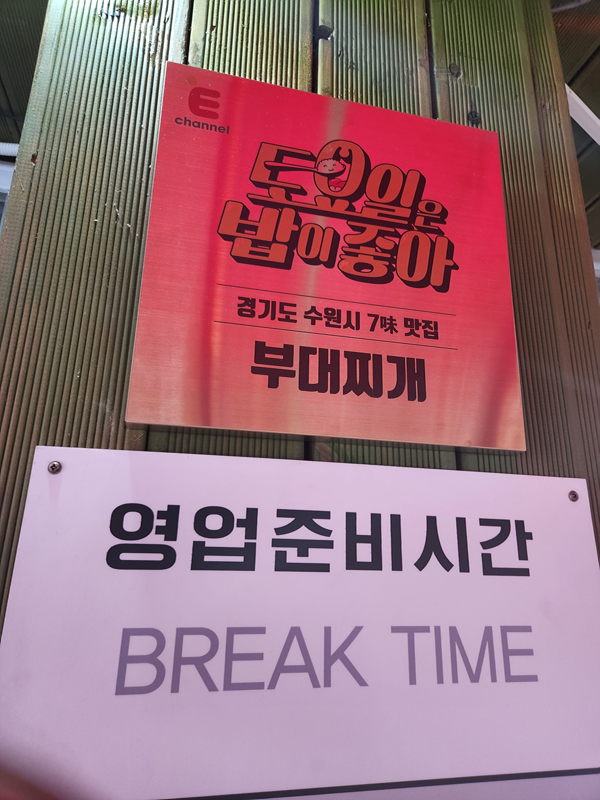 E
channel
토요일은
밥이 좋아
경기도 수원시 7味 맛집
부대찌개
영업준비시간
BREAK TIME